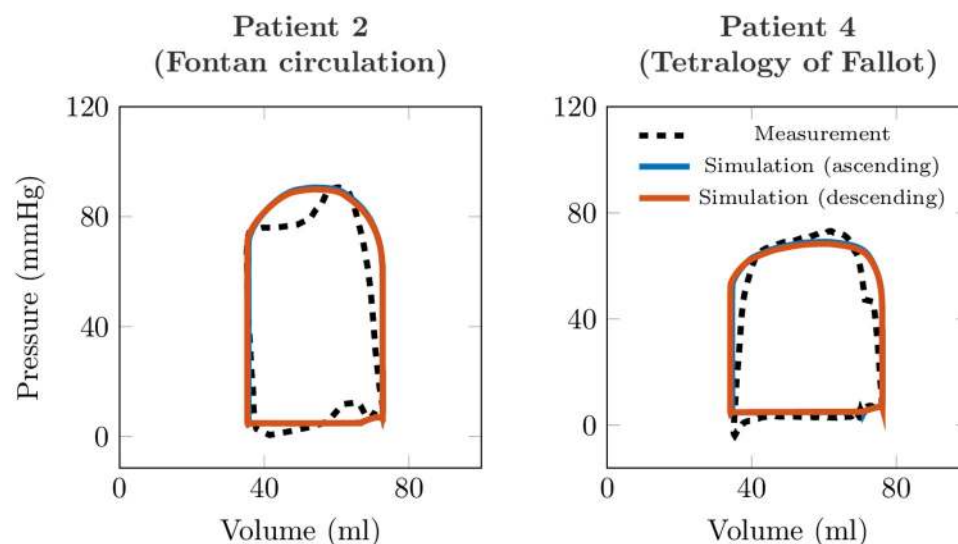 Patient 2
(Fontan circulation)
Patient 4
(Tetralogy of Fallot)
Pressure (mmHg)
120
80
40
0
0
40
80
Volume (ml)
120
80
40
0
0
40
80
Volume (ml)
Measurement
Simulation (ascending)
Simulation (descending)